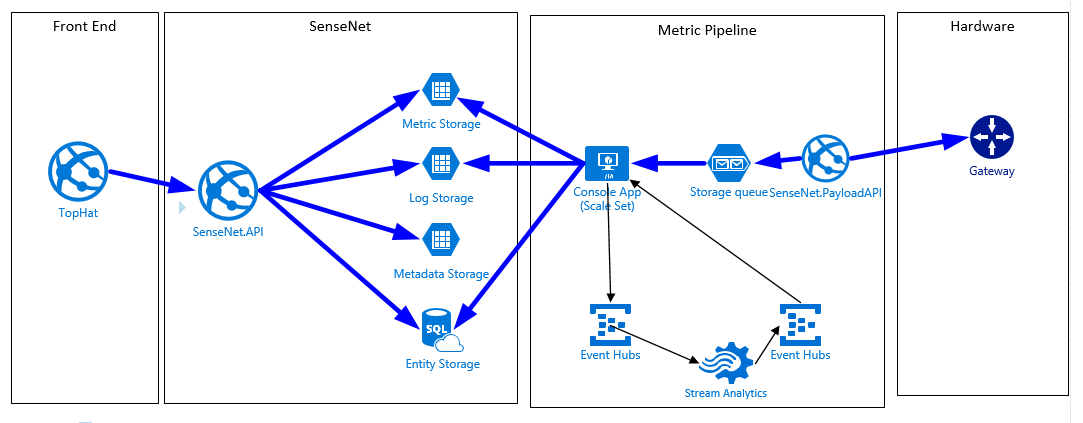 Front End
SenseNet
Metric Pipeline
Hardware
TopHat
SenseNet.API
Metric Storage
Log Storage
Metadata Storage
SQL
Entity Storage
Console App
(Scale Set)
Storage queue
SenseNet.PayloadAPI
Gateway
Event Hubs
Stream Analytics
Event Hubs